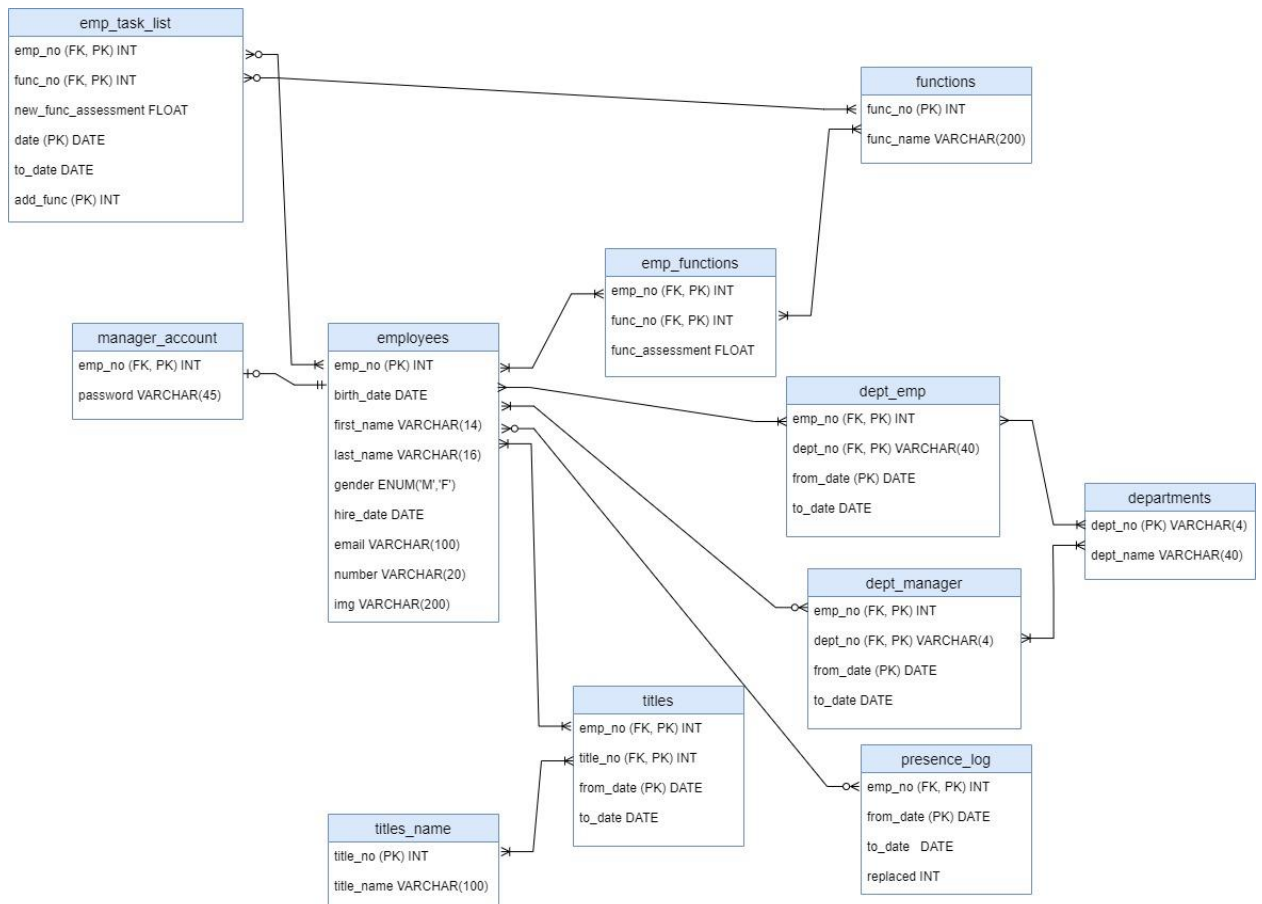 emp_task_list
emp_no (FK, PK) INT
func_no (FK, PK) INT
new_func_assessment FLOAT
date (PK) DATE
to_date DATE
add_func (PK) INT
functions
func_no (PK) INT
func_name VARCHAR(200)
emp_functions
emp_no (FK, PK) INT
func_no (FK, PK) INT
func_assessment FLOAT
manager_account
emp_no (FK, PK) INT
password VARCHAR(45)
employees
emp_no (PK) INT
birth_date DATE
first_name VARCHAR(14)
last_name VARCHAR(16)
gender ENUM('M','F')
hire_date DATE
email VARCHAR(100)
number VARCHAR(20)
img VARCHAR(200)
dept_emp
emp_no (FK, PK) INT
dept_no (FK, PK) VARCHAR(40)
from_date (PK) DATE
to_date DATE
departments
dept_no (PK) VARCHAR(4)
dept_name VARCHAR(40)
dept_manager
emp_no (FK, PK) INT
dept_no (FK, PK) VARCHAR(4)
from_date (PK) DATE
to_date DATE
titles
emp_no (FK, PK) INT
title_no (FK, PK) INT
from_date (PK) DATE
to_date DATE
presence_log
emp_no (FK, PK) INT
from_date (PK) DATE
to_date DATE
replaced INT
titles_name
title_no (PK) INT
title_name VARCHAR(100)